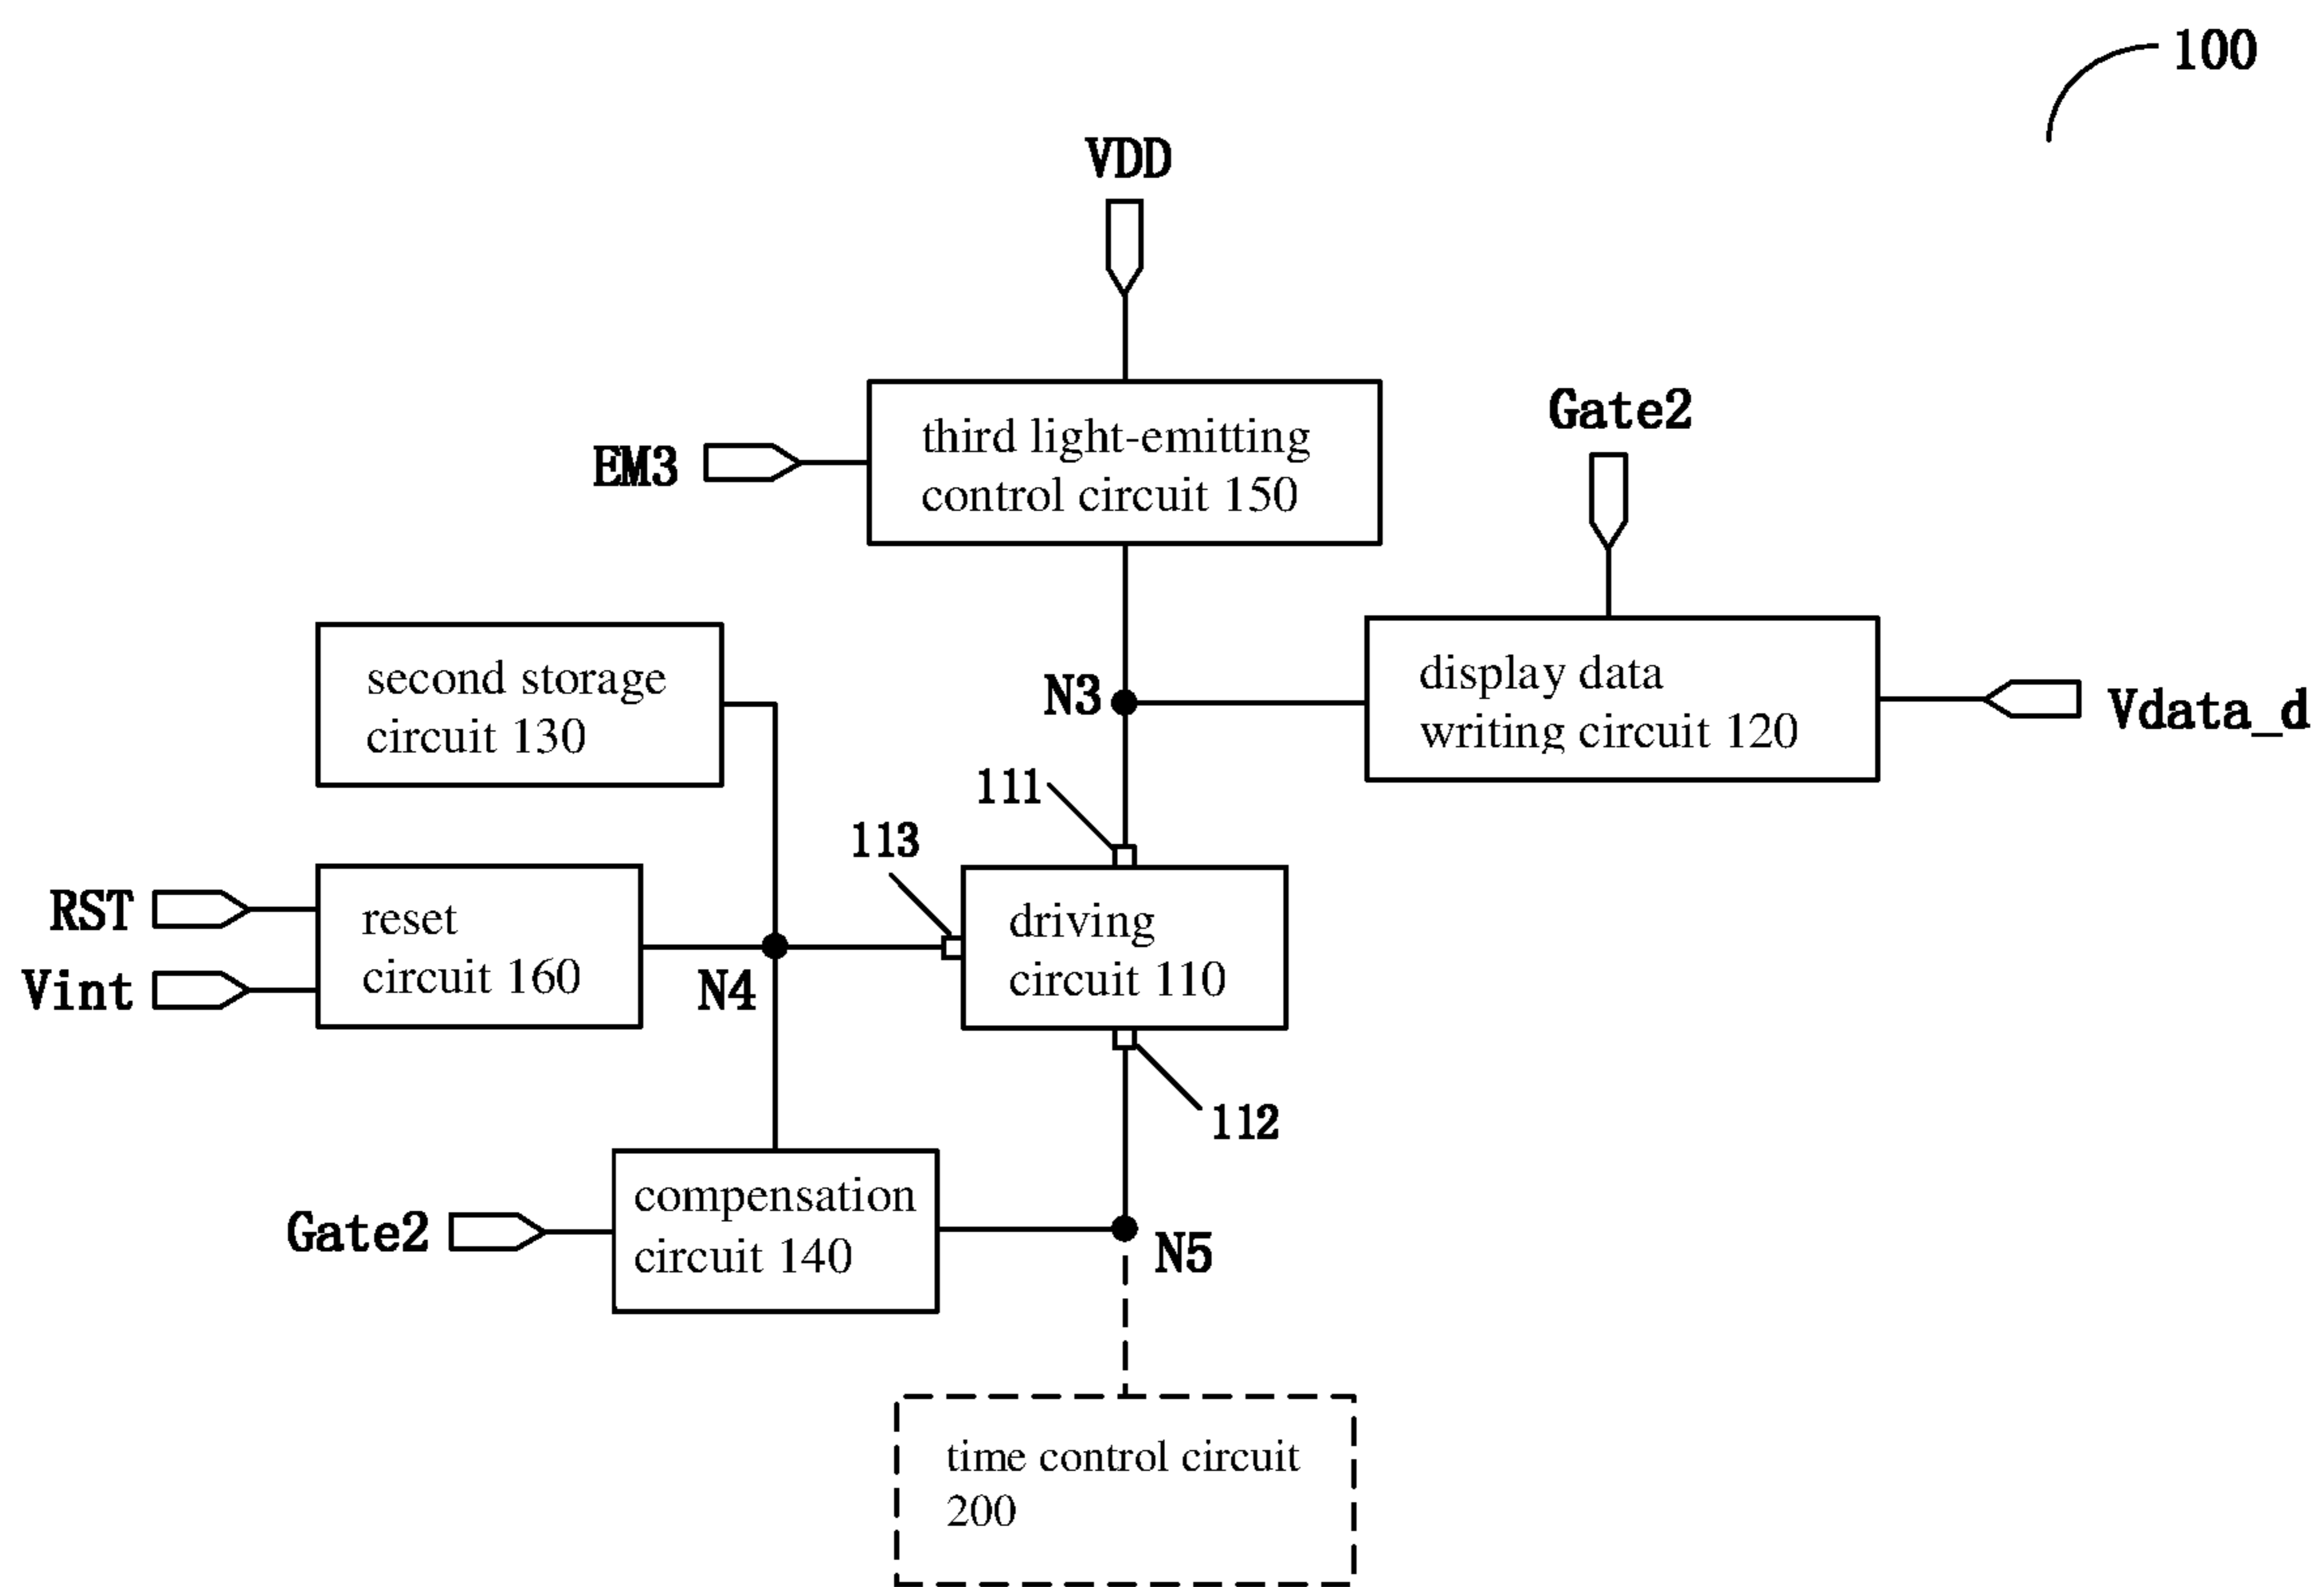 100
VDD
Gate2
EM3
third light-emitting
control circuit 150
second storage
circuit 130
N3
display data
writing circuit 120
Vdata_d
111
113
RST
reset
circuit 160
Vint
N4
driving
circuit 110
112
Gate2
compensation
circuit 140
N5
time control circuit
200